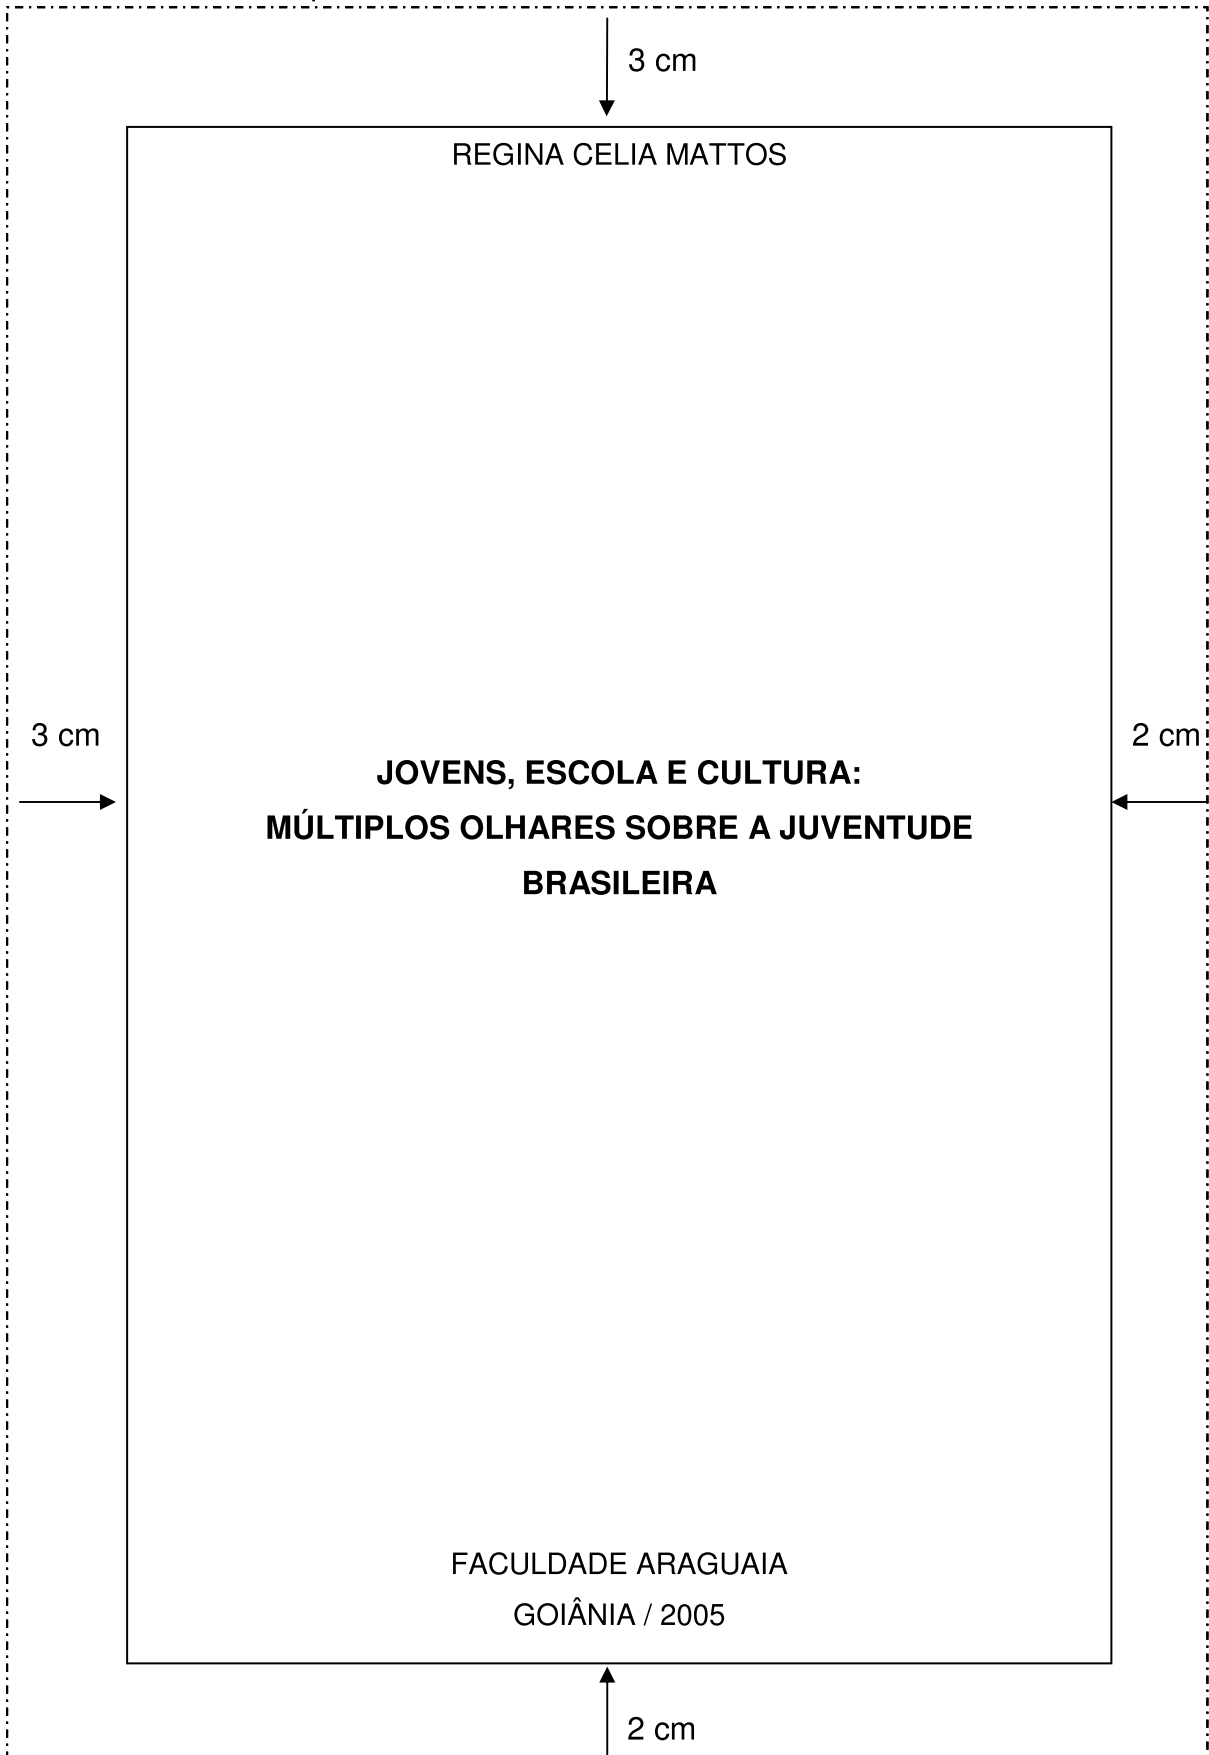 3 cm
REGINA CELIA MATTOS
3 cm
2 cm
JOVENS, ESCOLA E CULTURA:
MÚLTIPLOS OLHARES SOBRE A JUVENTUDE
BRASILEIRA
FACULDADE ARAGUAIA
GOIÂNIA / 2005
2 cm